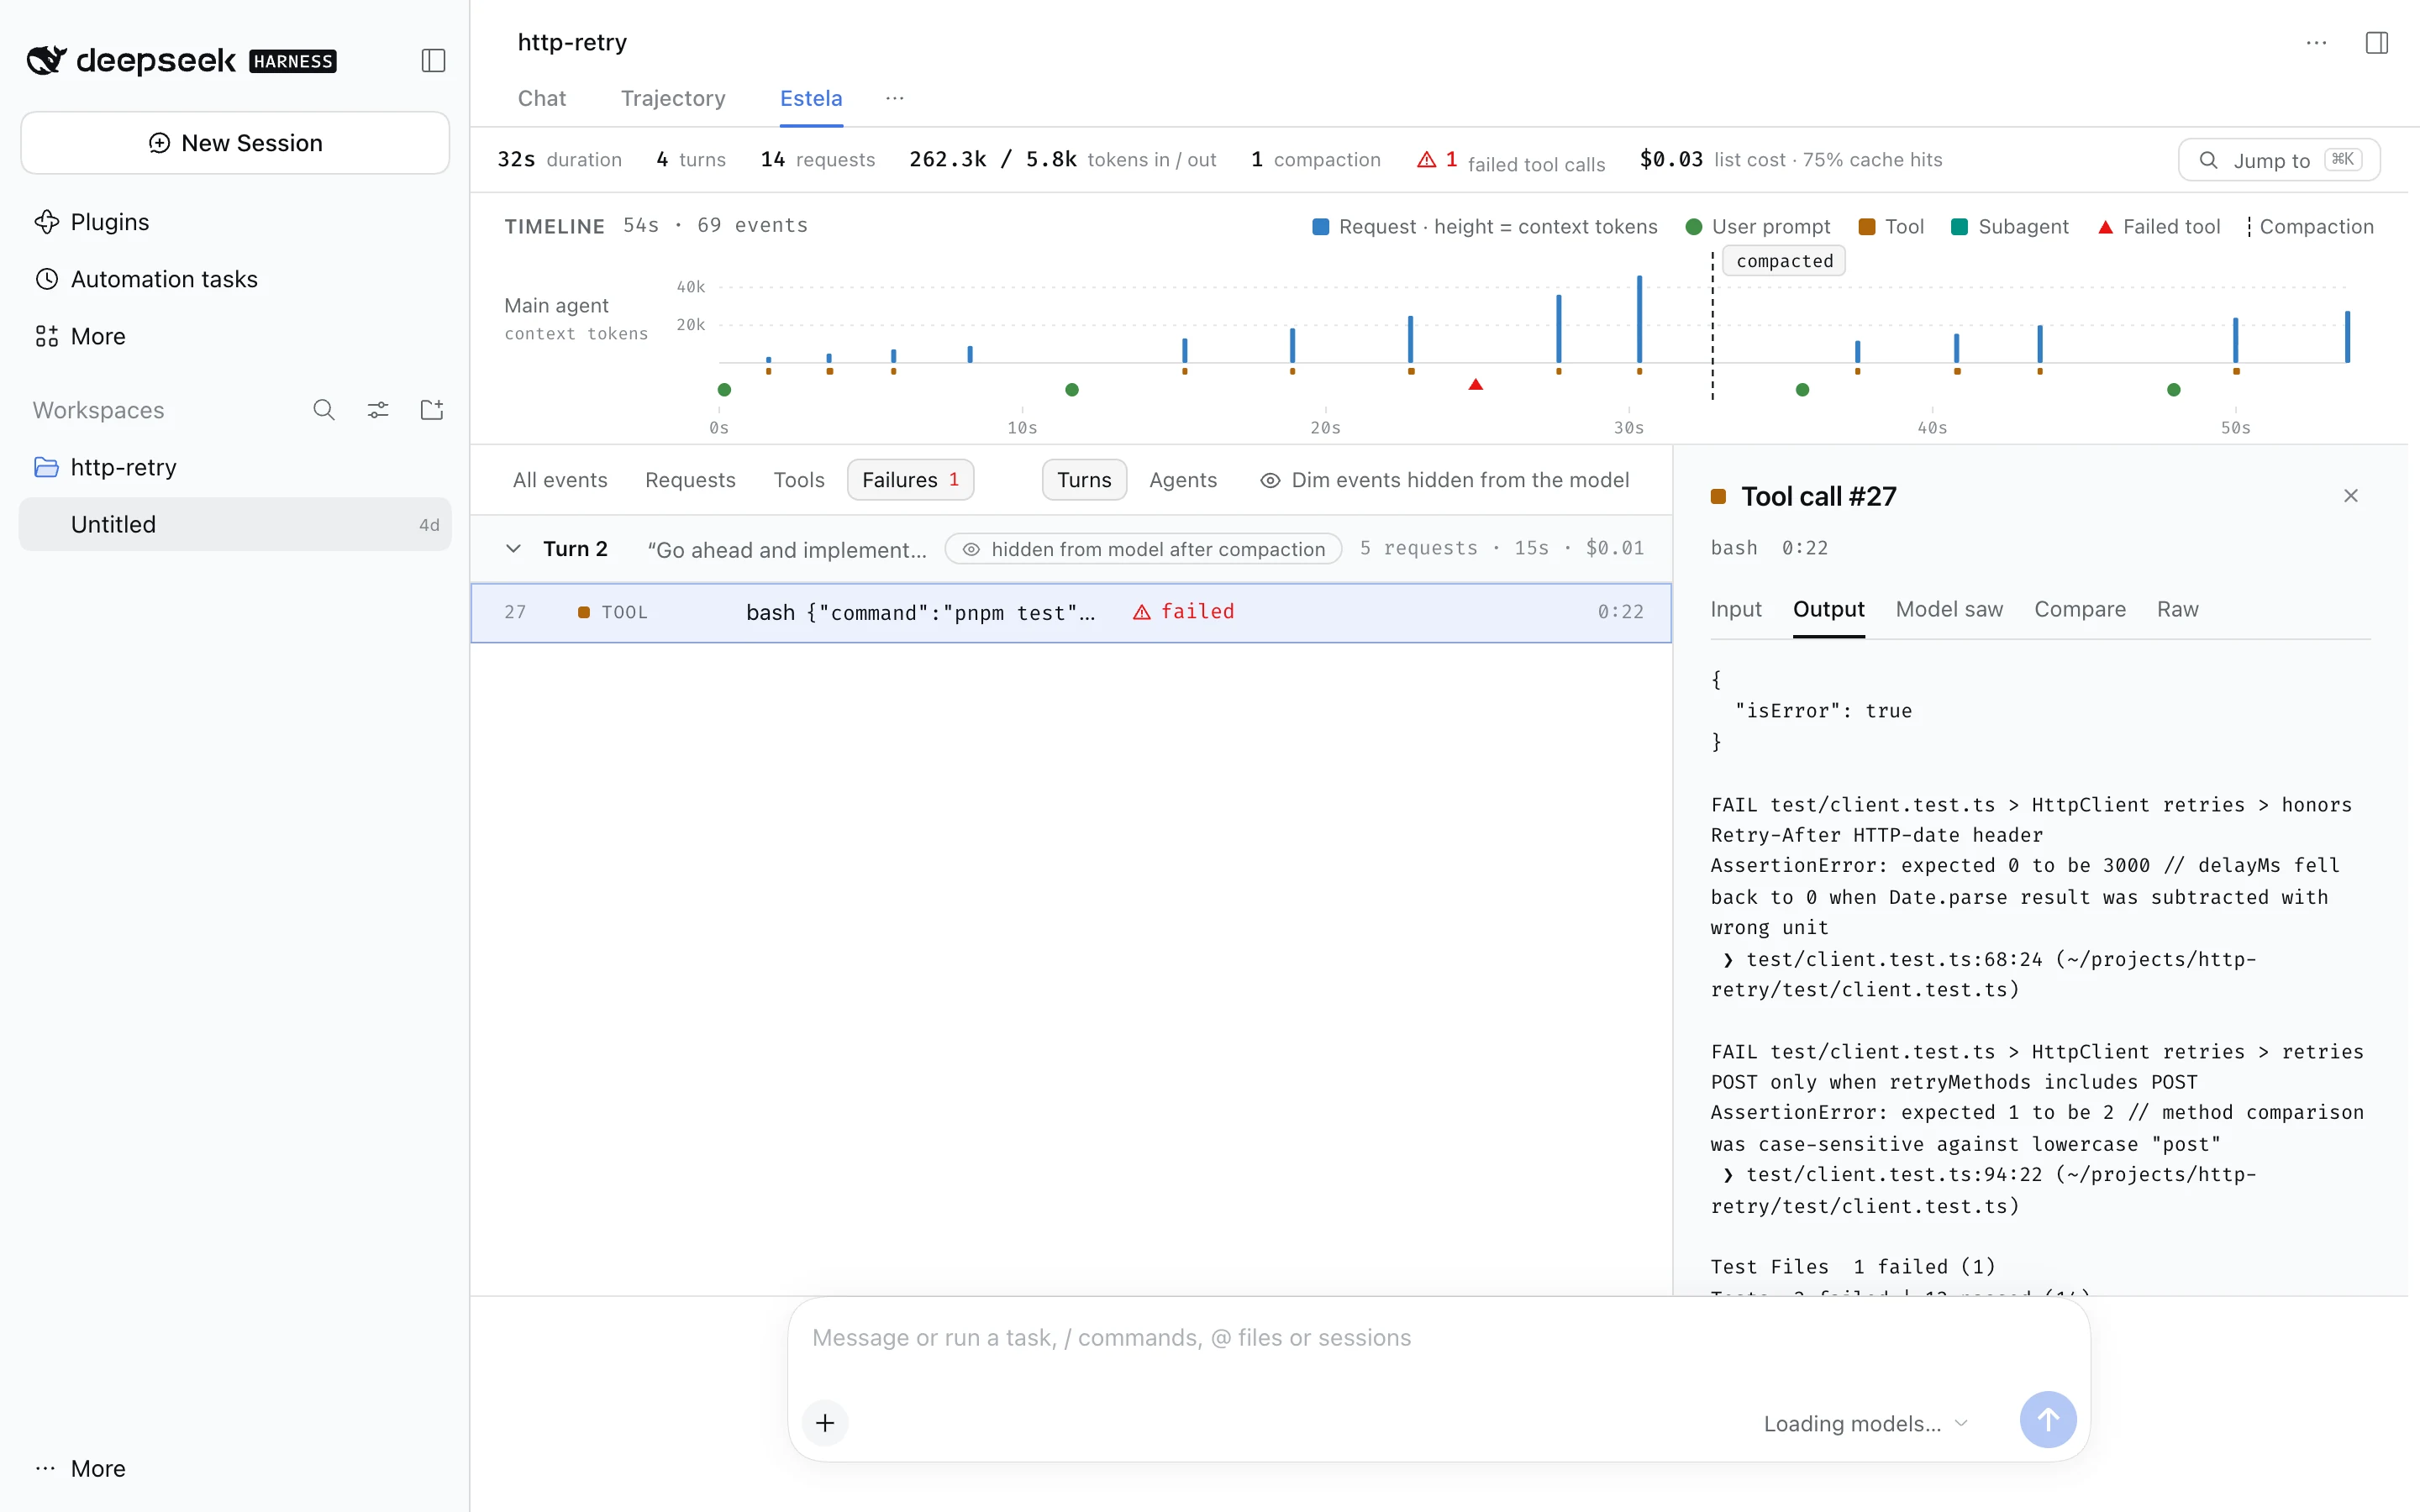 deepseek HARNESS
New Session
Plugins
Automation tasks
More
Workspaces
http-retry
Untitled 4d
More
http-retry
Chat Trajectory Estela ...
32s duration 4 turns 14 requests 262.3k / 5.8k tokens in / out 1 compaction 1 failed tool calls $0.03 list cost · 75% cache hits Jump to ⌘K
TIMELINE 54s · 69 events Request · height = context tokens User prompt Tool Subagent Failed tool Compaction
compacted
40k
Main agent
20k
context tokens
0s 10s 20s 30s 40s 50s
All events Requests Tools Failures 1 Turns Agents Dim events hidden from the model
Turn 2 “Go ahead and implement... hidden from model after compaction 5 requests · 15s · $0.01
27 TOOL bash {"command":"pnpm test"... failed 0:22
Tool call #27
bash 0:22
Input Output Model saw Compare Raw
{
"isError": true
}
FAIL test/client.test.ts > HttpClient retries > honors
Retry-After HTTP-date header
AssertionError: expected 0 to be 3000 // delayMs fell
back to 0 when Date.parse result was subtracted with
wrong unit
❯ test/client.test.ts:68:24 (~/projects/http-
retry/test/client.test.ts)
FAIL test/client.test.ts > HttpClient retries > retries
POST only when retryMethods includes POST
AssertionError: expected 1 to be 2 // method comparison
was case-sensitive against lowercase "post"
❯ test/client.test.ts:94:22 (~/projects/http-
retry/test/client.test.ts)
Test Files 1 failed (1)
Message or run a task, / commands, @ files or sessions
Loading models...